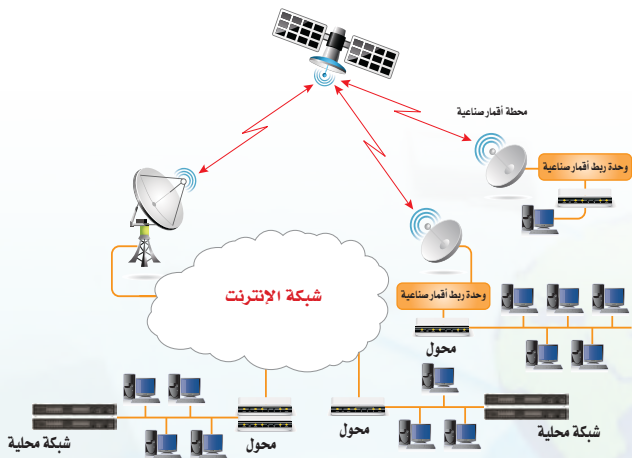 محطة أقمار صناعية
وحدة ربط أقمار صناعية
شبكة الإنترنت
وحدة ربط أقمار صناعية
محول
محول
محول
شبكة محلية
شبكة محلية